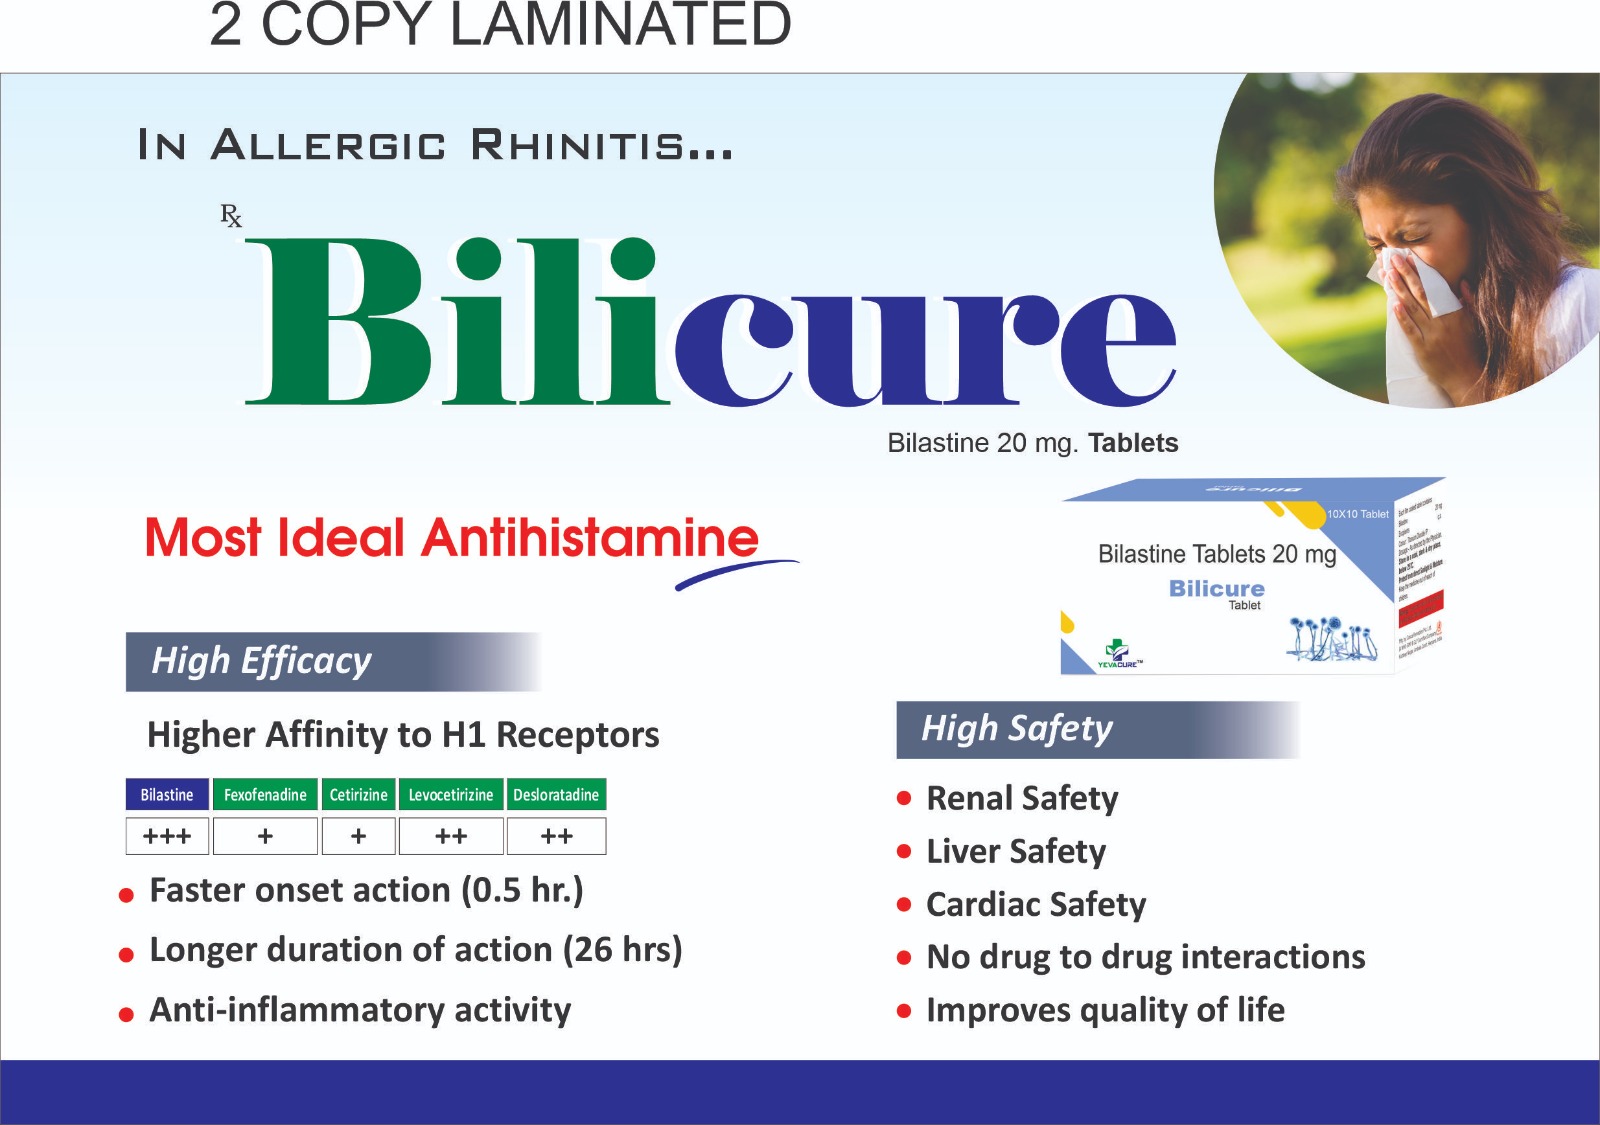 2 COPY LAMINATED
IN ALLERGIC RHINITIS...
Rx
Bilicure
Bilastine 20 mg. Tablets
Most Ideal Antihistamine
Bilicure
10X10 Tablet
Bilastine Tablets 20 mg
Bilicure
Tablet
YEVACURE™
High Efficacy
Higher Affinity to H1 Receptors
Bilastine Fexofenadine Cetirizine Levocetirizine Desloratadine
+++ + + ++ ++
Faster onset action (0.5 hr.)
Longer duration of action (26 hrs)
Anti-inflammatory activity
High Safety
Renal Safety
Liver Safety
Cardiac Safety
No drug to drug interactions
Improves quality of life